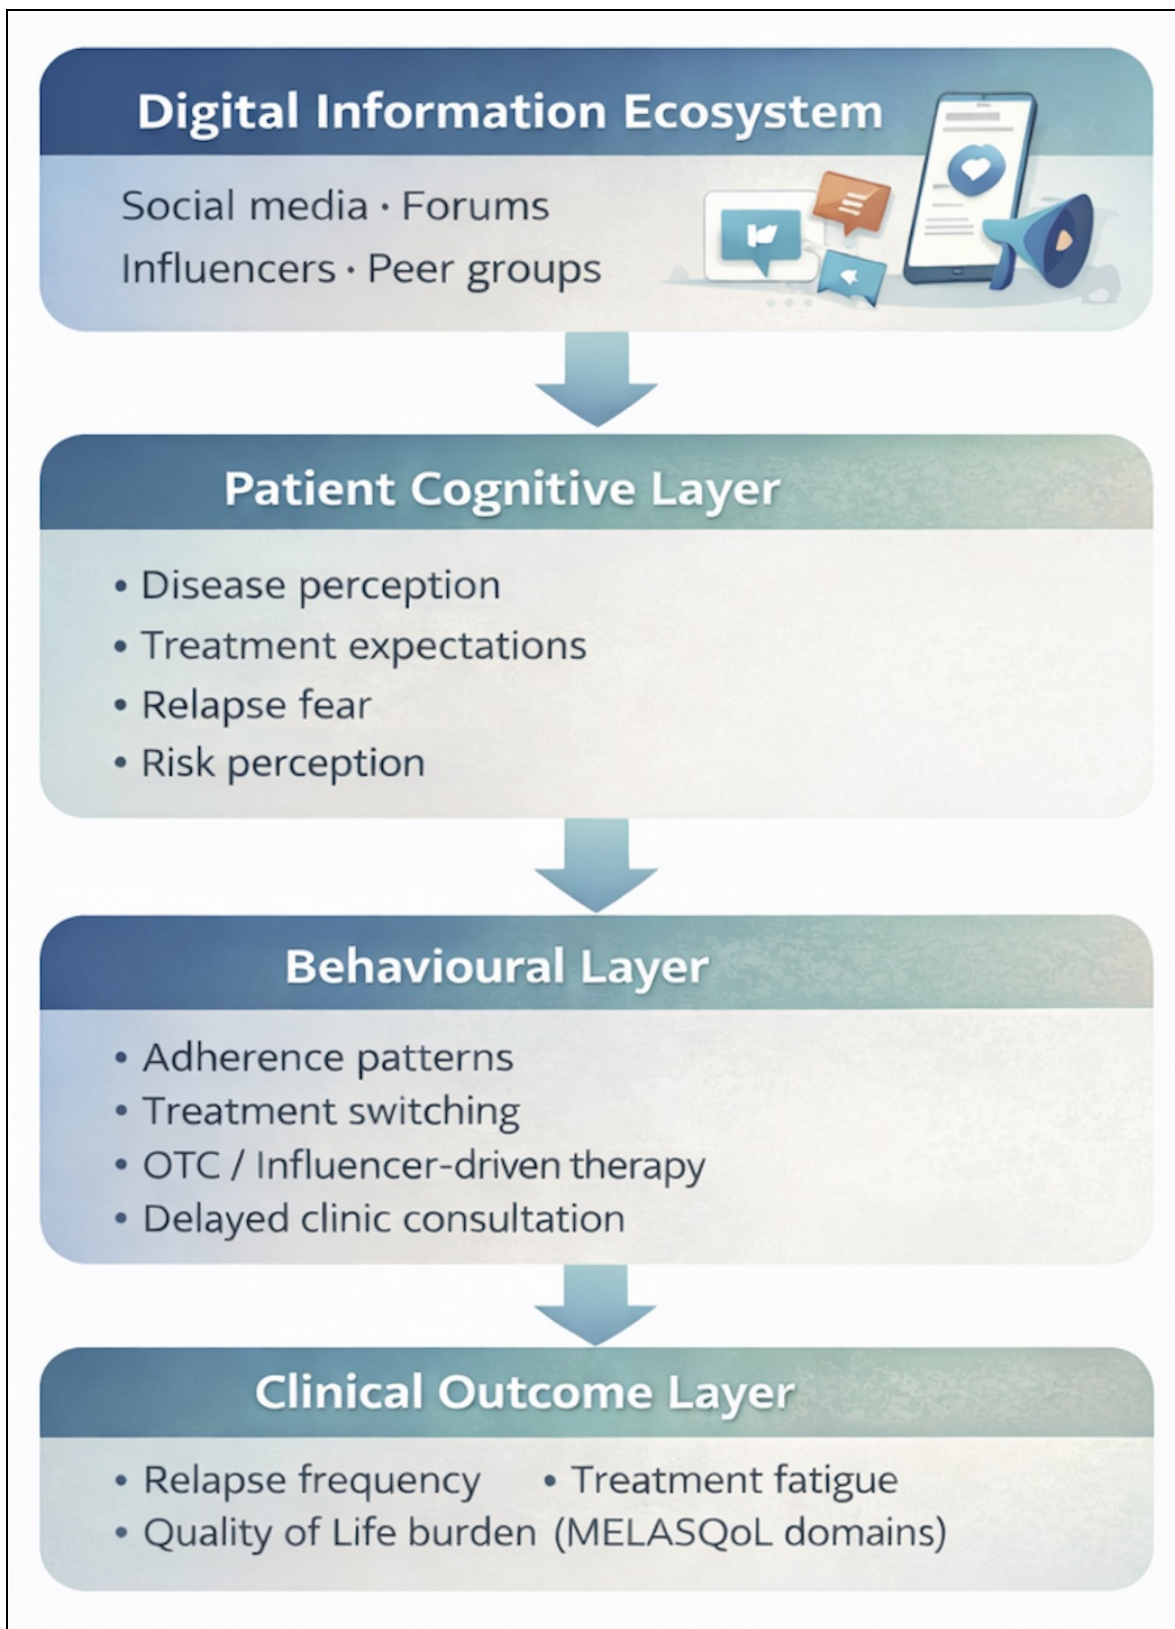 Digital Information Ecosystem
Social media · Forums
Influencers · Peer groups
Patient Cognitive Layer
• Disease perception
• Treatment expectations
• Relapse fear
• Risk perception
Behavioural Layer
• Adherence patterns
• Treatment switching
• OTC / Influencer-driven therapy
• Delayed clinic consultation
Clinical Outcome Layer
• Relapse frequency • Treatment fatigue
• Quality of Life burden (MELASQoL domains)